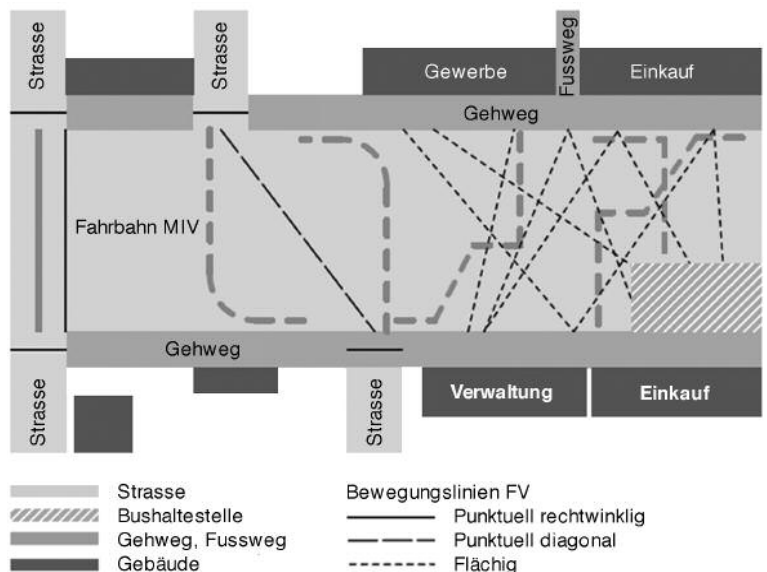 Strasse
Strasse
Gewerbe
Fussweg
Einkauf
Gehweg
Fahrbahn MIV
Gehweg
Strasse
Strasse
Verwaltung
Einkauf
Strasse
Bushaltestelle
Gehweg, Fussweg
Gebäude
Bewegungslinien FV
Punktuell rechtwinklig
Punktuell diagonal
Flächig